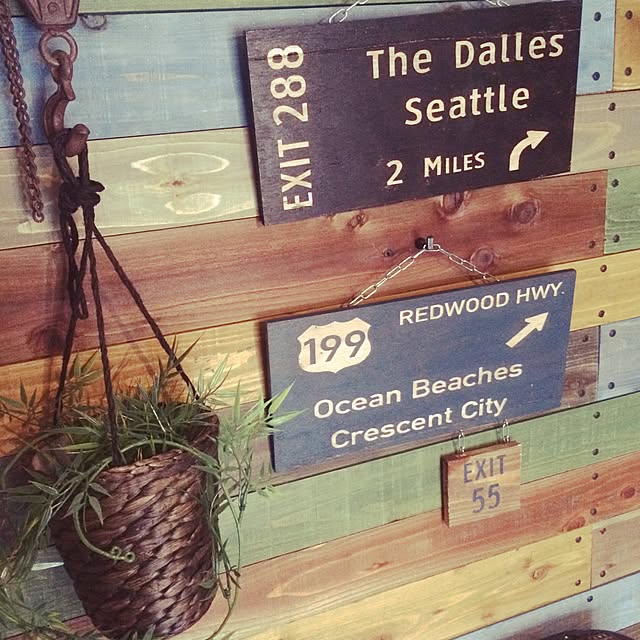 EXIT 288
The Dalles
Seattle
2 MILES
REDWOOD HWY.
199
Ocean Beaches
Crescent City
EXIT
55